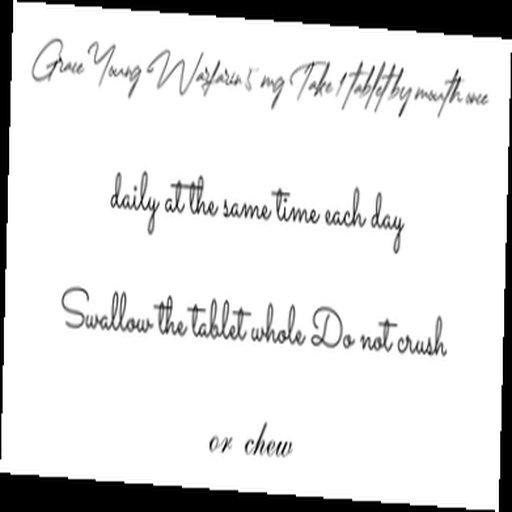 Grace Young Warfarin 5 mg Take 1 tablet by mouth once
daily at the same time each day
Swallow the tablet whole Do not crush
or chew